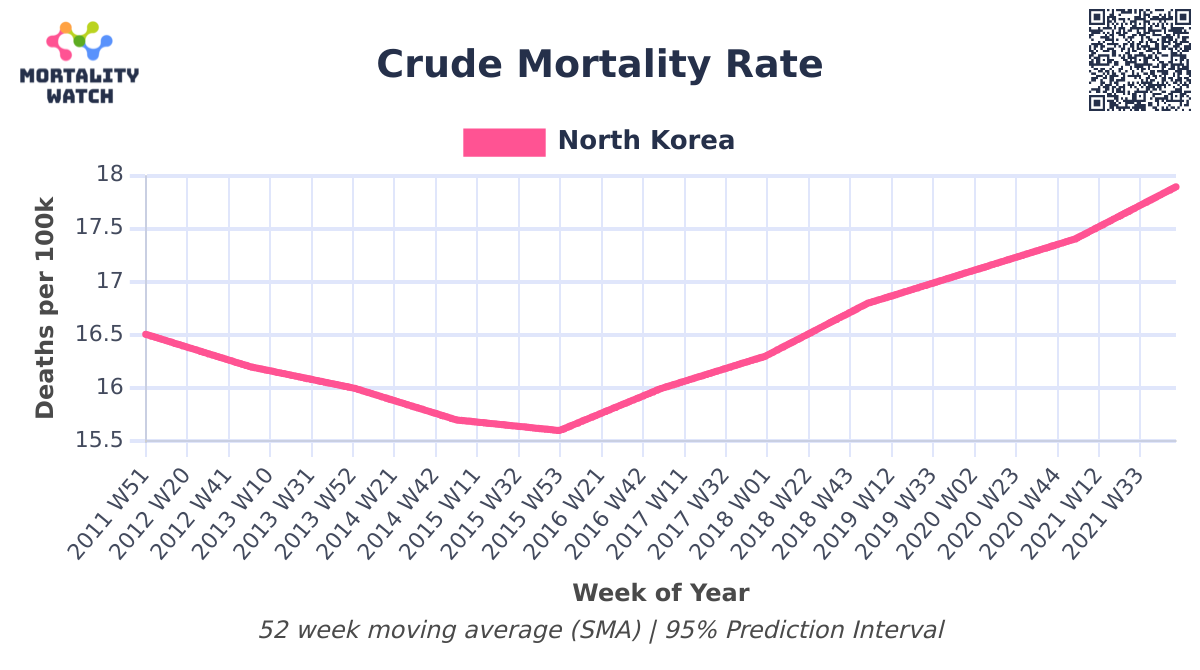 MORTALITY
WATCH
Crude Mortality Rate
North Korea
Deaths per 100k
18
17.5
17
16.5
16
15.5
2011 W51
2012 W20
2012 W41
2013 W10
2013 W31
2013 W52
2014 W21
2014 W42
2015 W11
2015 W32
2015 W53
2016 W21
2016 W42
2017 W11
2017 W32
2018 W01
2018 W22
2018 W43
2019 W12
2019 W33
2020 W02
2020 W23
2020 W44
2021 W12
2021 W33
Week of Year
52 week moving average (SMA) | 95% Prediction Interval